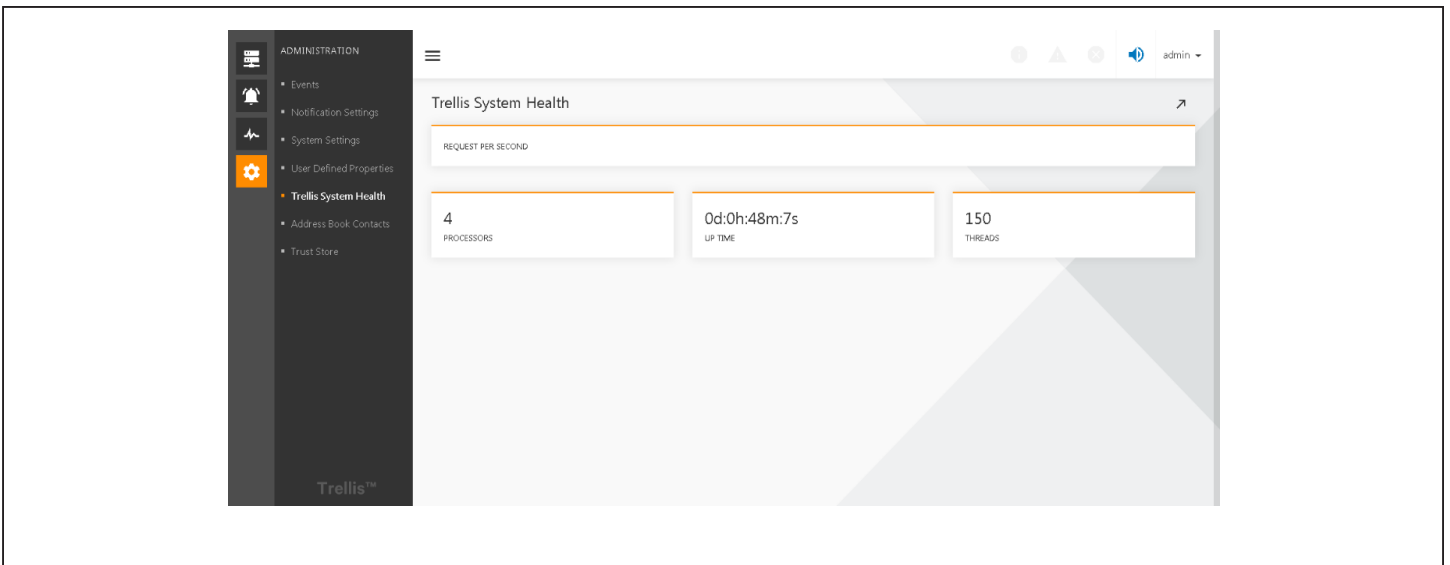 ADMINISTRATION
Events
Notification Settings
System Settings
User Defined Properties
Trellis System Health
Address Book Contacts
Trust Store
Trellis™
admin
Trellis System Health
REQUEST PER SECOND
4
PROCESSORS
0d:0h:48m:7s
UP TIME
150
THREADS